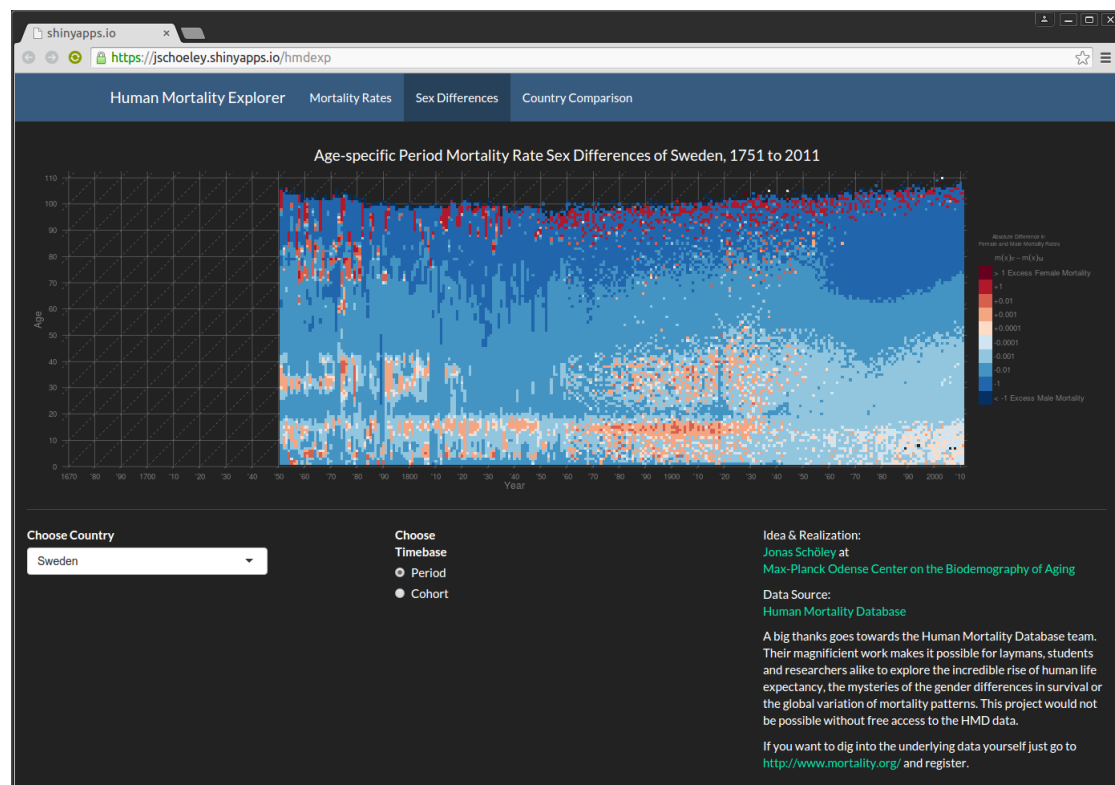 shinyapps.io
https://jschoeley.shinyapps.io/hmdexp
Human Mortality Explorer Mortality Rates Sex Differences Country Comparison
Age-specific Period Mortality Rate Sex Differences of Sweden, 1751 to 2011
110
100
90
80
70
60
50
40
30
20
10
0
Age
1670 '80 '90 1700 '10 '20 '30 '40 '50 '60 '70 '80 '90 1800 '10 '20 '30 '40 '50 '60 '70 '80 '90 1900 '10 '20 '30 '40 '50 '60 '70 '80 '90 2000 '10
Year
Absolute Difference in
Female and Male Mortality Rates
m(x)F − m(x)M
> 1 Excess Female Mortality
+1
+0.01
+0.001
+0.0001
-0.0001
-0.001
-0.01
-1
< -1 Excess Male Mortality
Choose Country
Sweden
Choose
Timebase
Period
Cohort
Idea & Realization:
Jonas Schöley at
Max-Planck Odense Center on the Biodemography of Aging
Data Source:
Human Mortality Database
A big thanks goes towards the Human Mortality Database team.
Their magnificient work makes it possible for laymans, students
and researchers alike to explore the incredible rise of human life
expectancy, the mysteries of the gender differences in survival or
the global variation of mortality patterns. This project would not
be possible without free access to the HMD data.
If you want to dig into the underlying data yourself just go to
http://www.mortality.org/ and register.